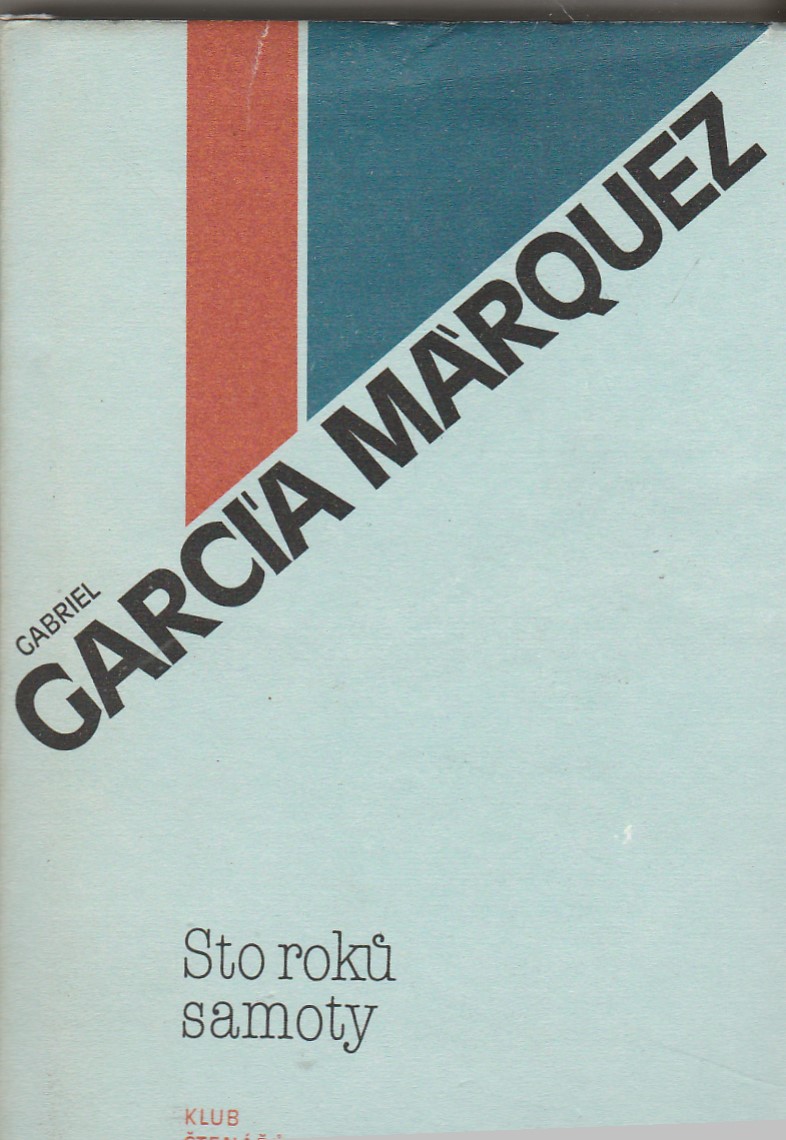 GABRIEL
GARCÍA MÁRQUEZ
Sto roků
samoty
KLUB